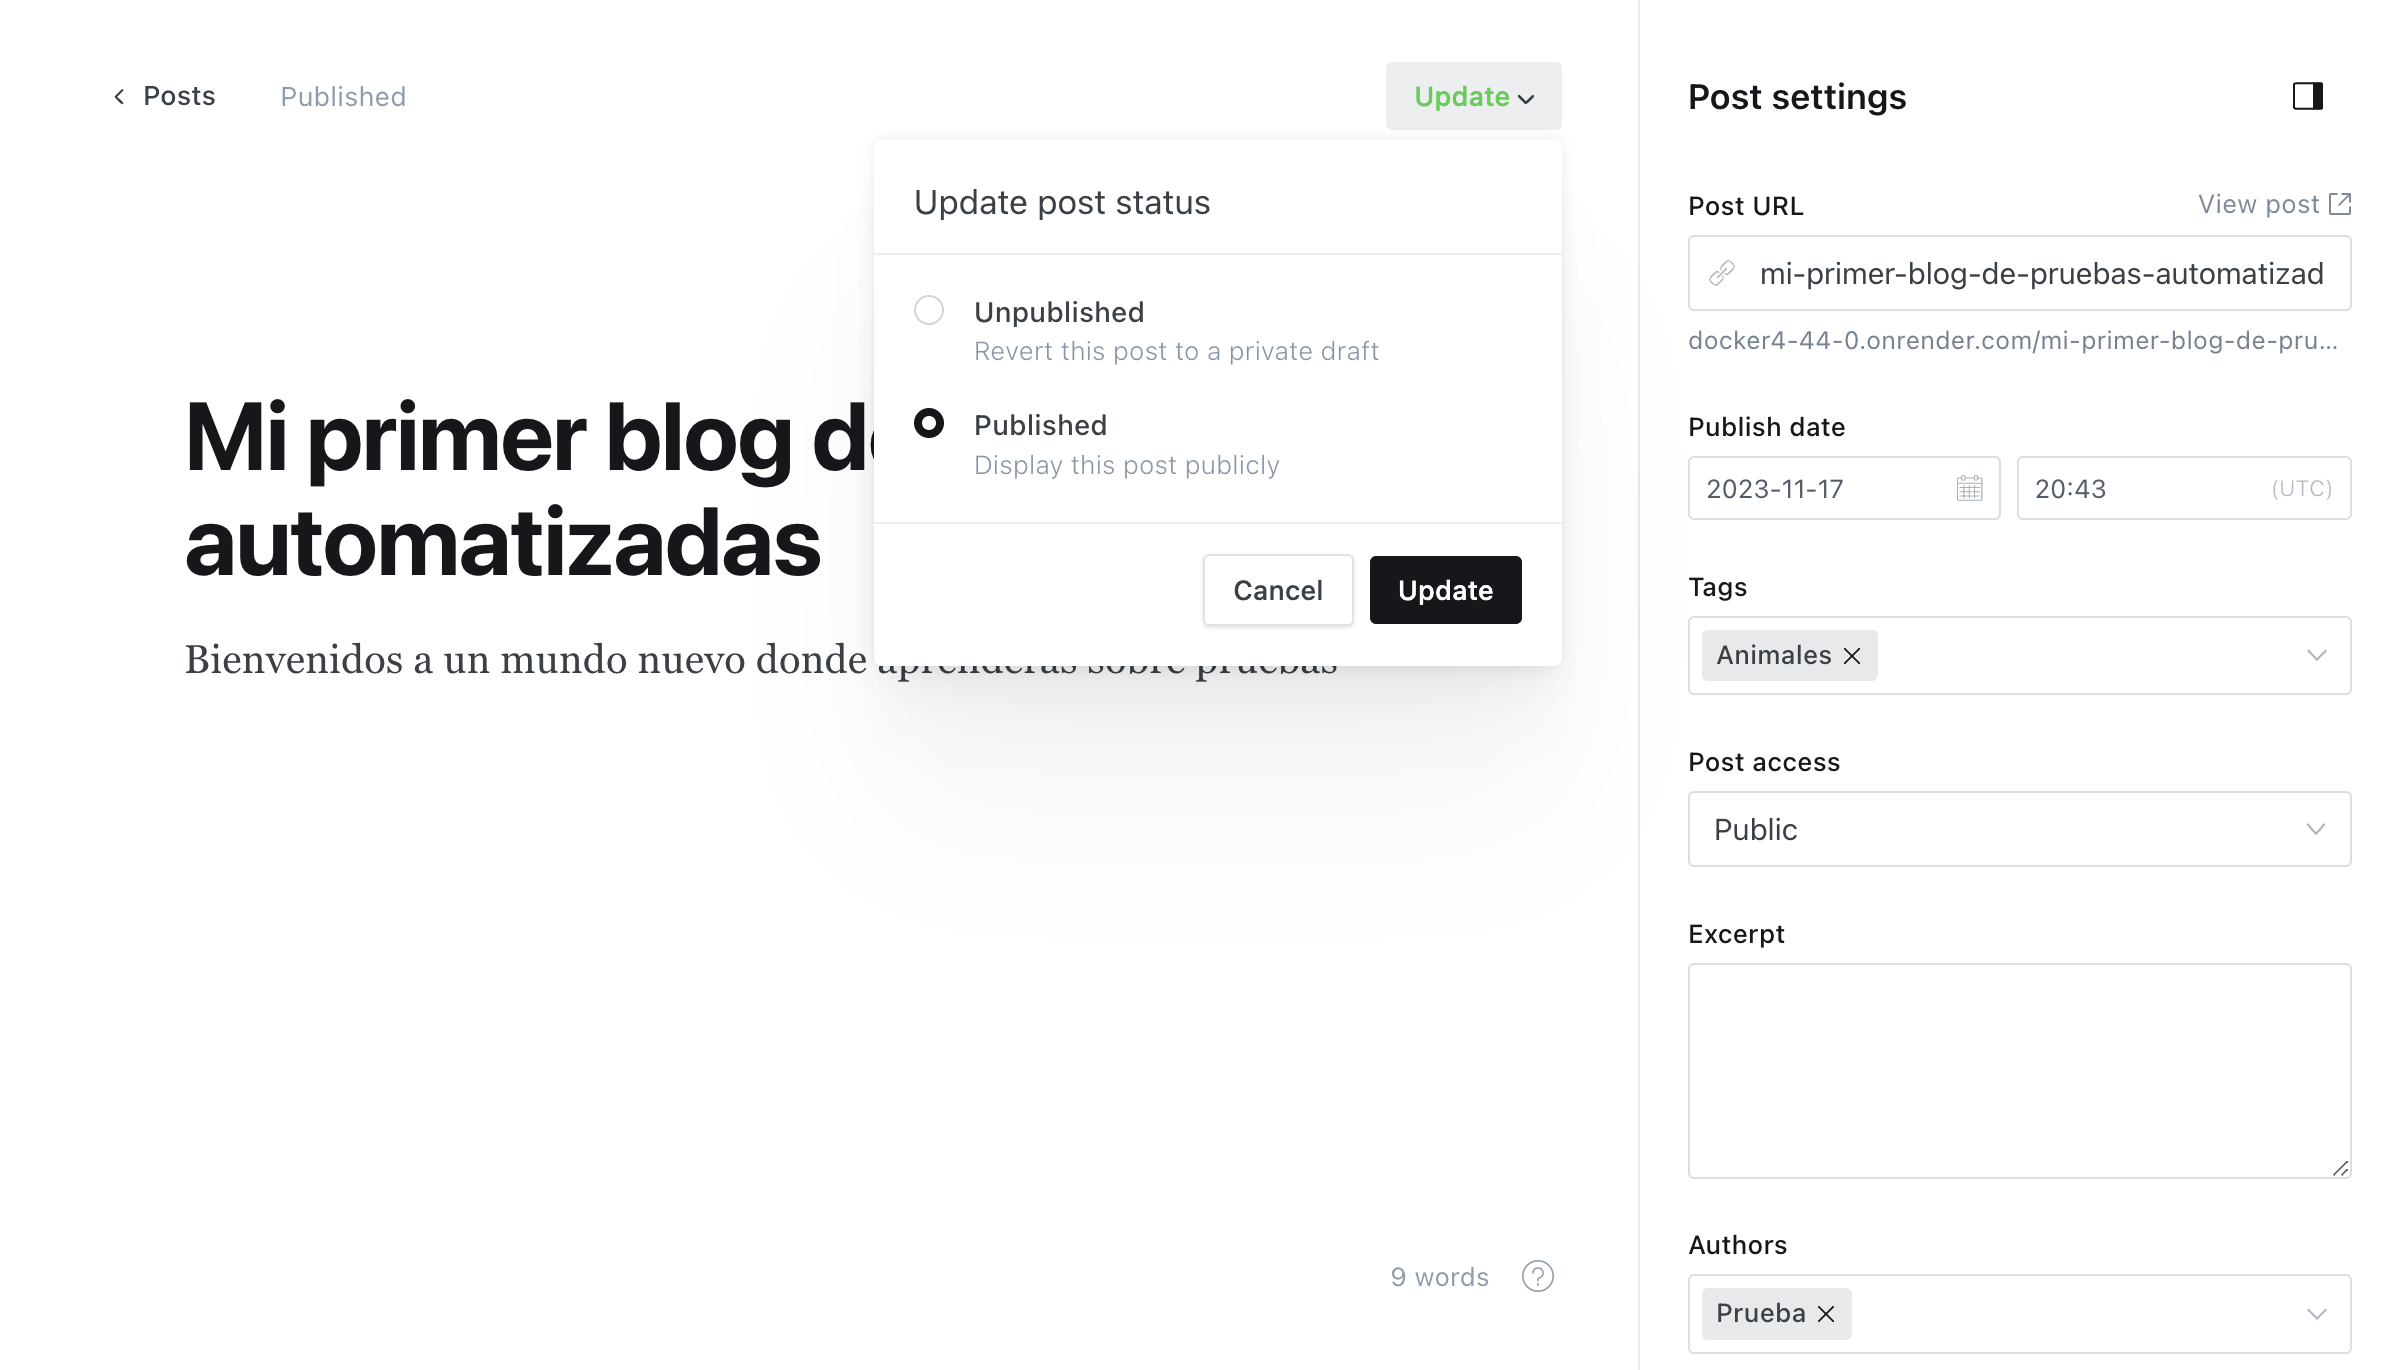 Posts
Published
Update
Update post status
Unpublished
Revert this post to a private draft
Published
Display this post publicly
Cancel
Update
Mi primer blog d
automatizadas
Bienvenidos a un mundo nuevo donde aprenderas sobre pruebas
9 words
?
Post settings
Post URL
View post
mi-primer-blog-de-pruebas-automatizad
docker4-44-0.onrender.com/mi-primer-blog-de-pru...
Publish date
2023-11-17
20:43
(UTC)
Tags
Animales
Post access
Public
Excerpt
Authors
Prueba